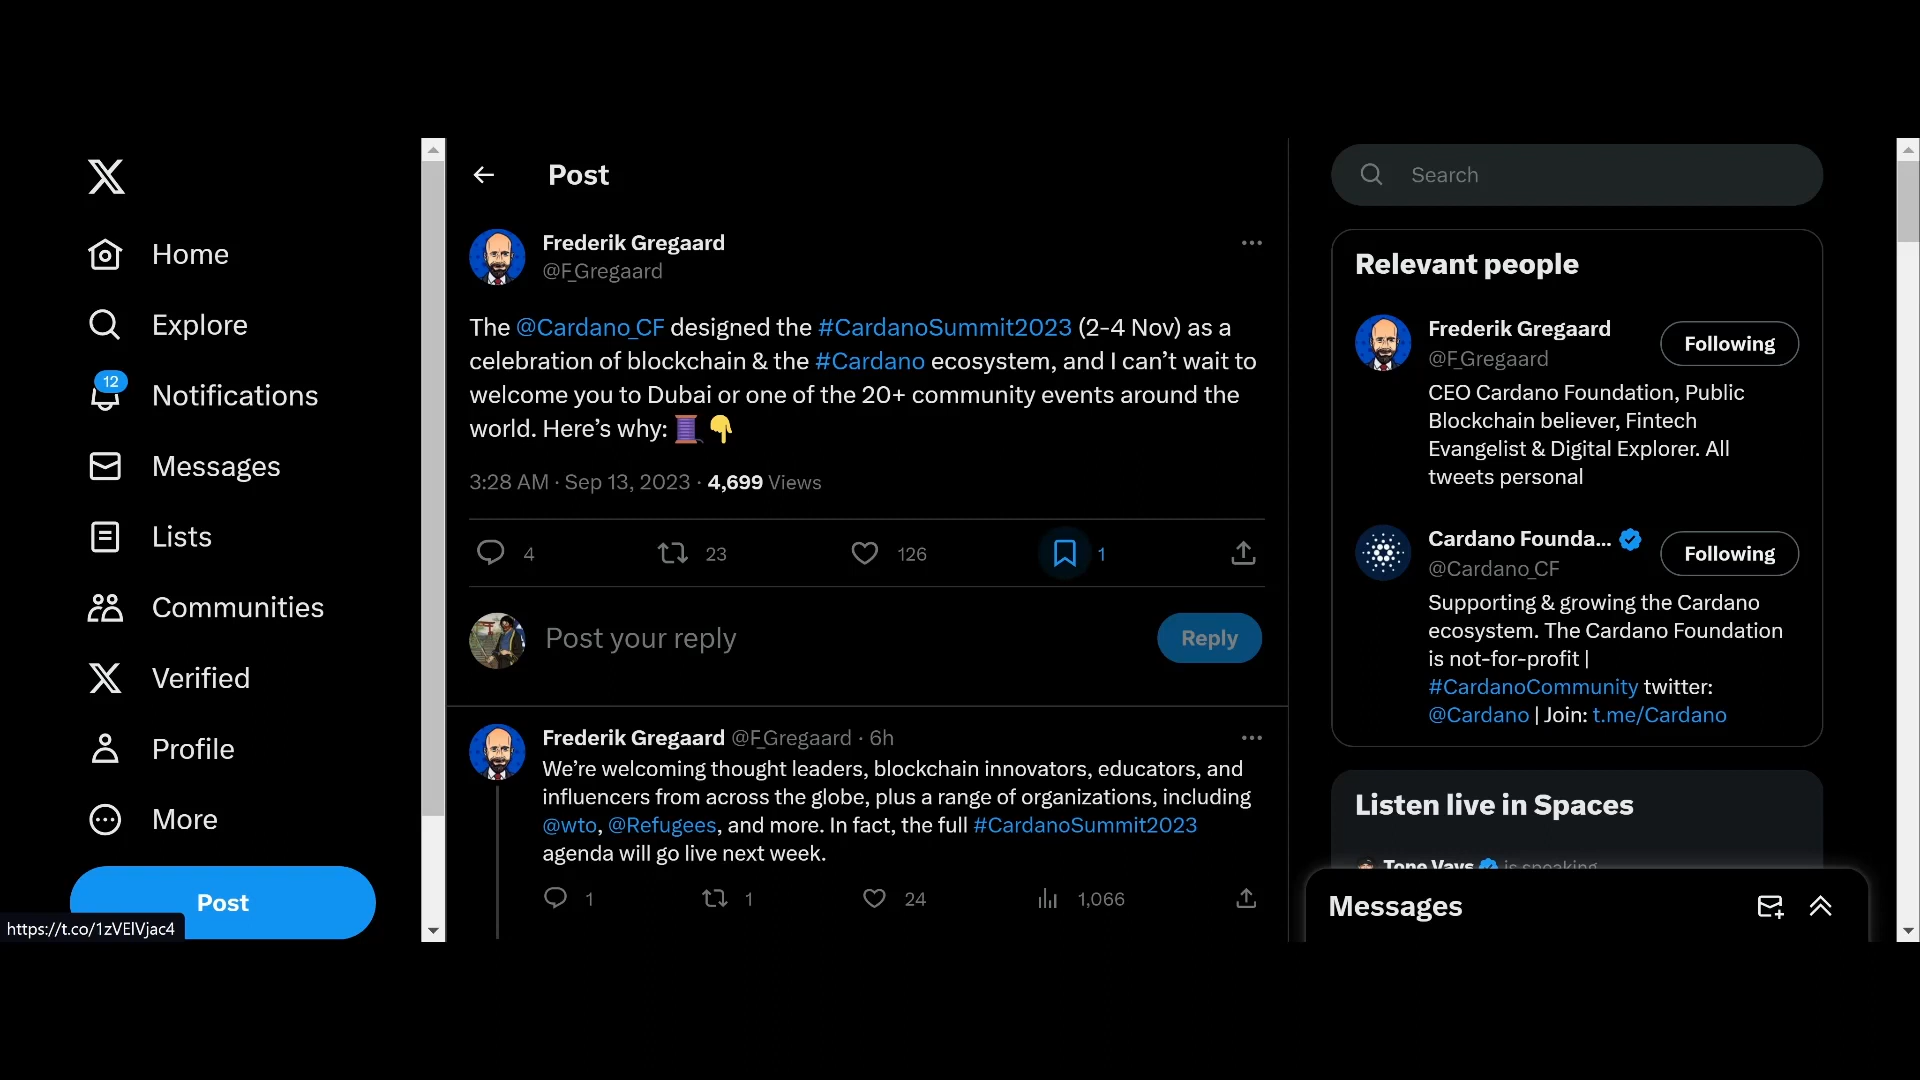 Home
Explore
12
Notifications
Messages
Lists
Communities
Verified
Profile
More
Post
https://t.co/1zVElVjac4
Post
Frederik Gregaard
@F_Gregaard
The @Cardano_CF designed the #CardanoSummit2023 (2-4 Nov) as a
celebration of blockchain & the #Cardano ecosystem, and I can’t wait to
welcome you to Dubai or one of the 20+ community events around the
world. Here’s why: 🧵👇
3:28 AM · Sep 13, 2023 · 4,699 Views
4 23 126 1
Post your reply
Reply
Frederik Gregaard @F_Gregaard · 6h
We’re welcoming thought leaders, blockchain innovators, educators, and
influencers from across the globe, plus a range of organizations, including
@wto, @Refugees, and more. In fact, the full #CardanoSummit2023
agenda will go live next week.
1 1 24 1,066
Search
Relevant people
Frederik Gregaard
@F_Gregaard
Following
CEO Cardano Foundation, Public
Blockchain believer, Fintech
Evangelist & Digital Explorer. All
tweets personal
Cardano Founda...
@Cardano_CF
Following
Supporting & growing the Cardano
ecosystem. The Cardano Foundation
is not-for-profit |
#CardanoCommunity twitter:
@Cardano | Join: t.me/Cardano
Listen live in Spaces
Tone Vays is speaking
Messages